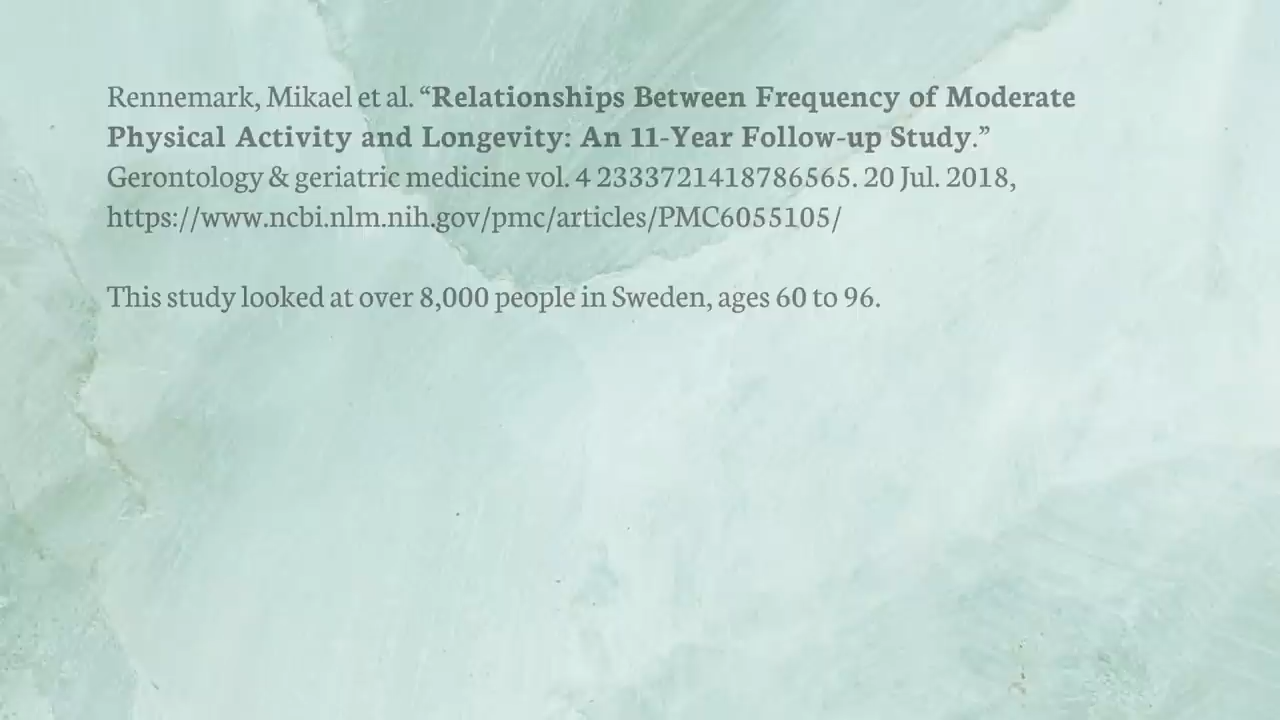 Rennemark, Mikael et al. “Relationships Between Frequency of Moderate
Physical Activity and Longevity: An 11-Year Follow-up Study.”
Gerontology & geriatric medicine vol. 4 2333721418786565. 20 Jul. 2018,
https://www.ncbi.nlm.nih.gov/pmc/articles/PMC6055105/
This study looked at over 8,000 people in Sweden, ages 60 to 96.